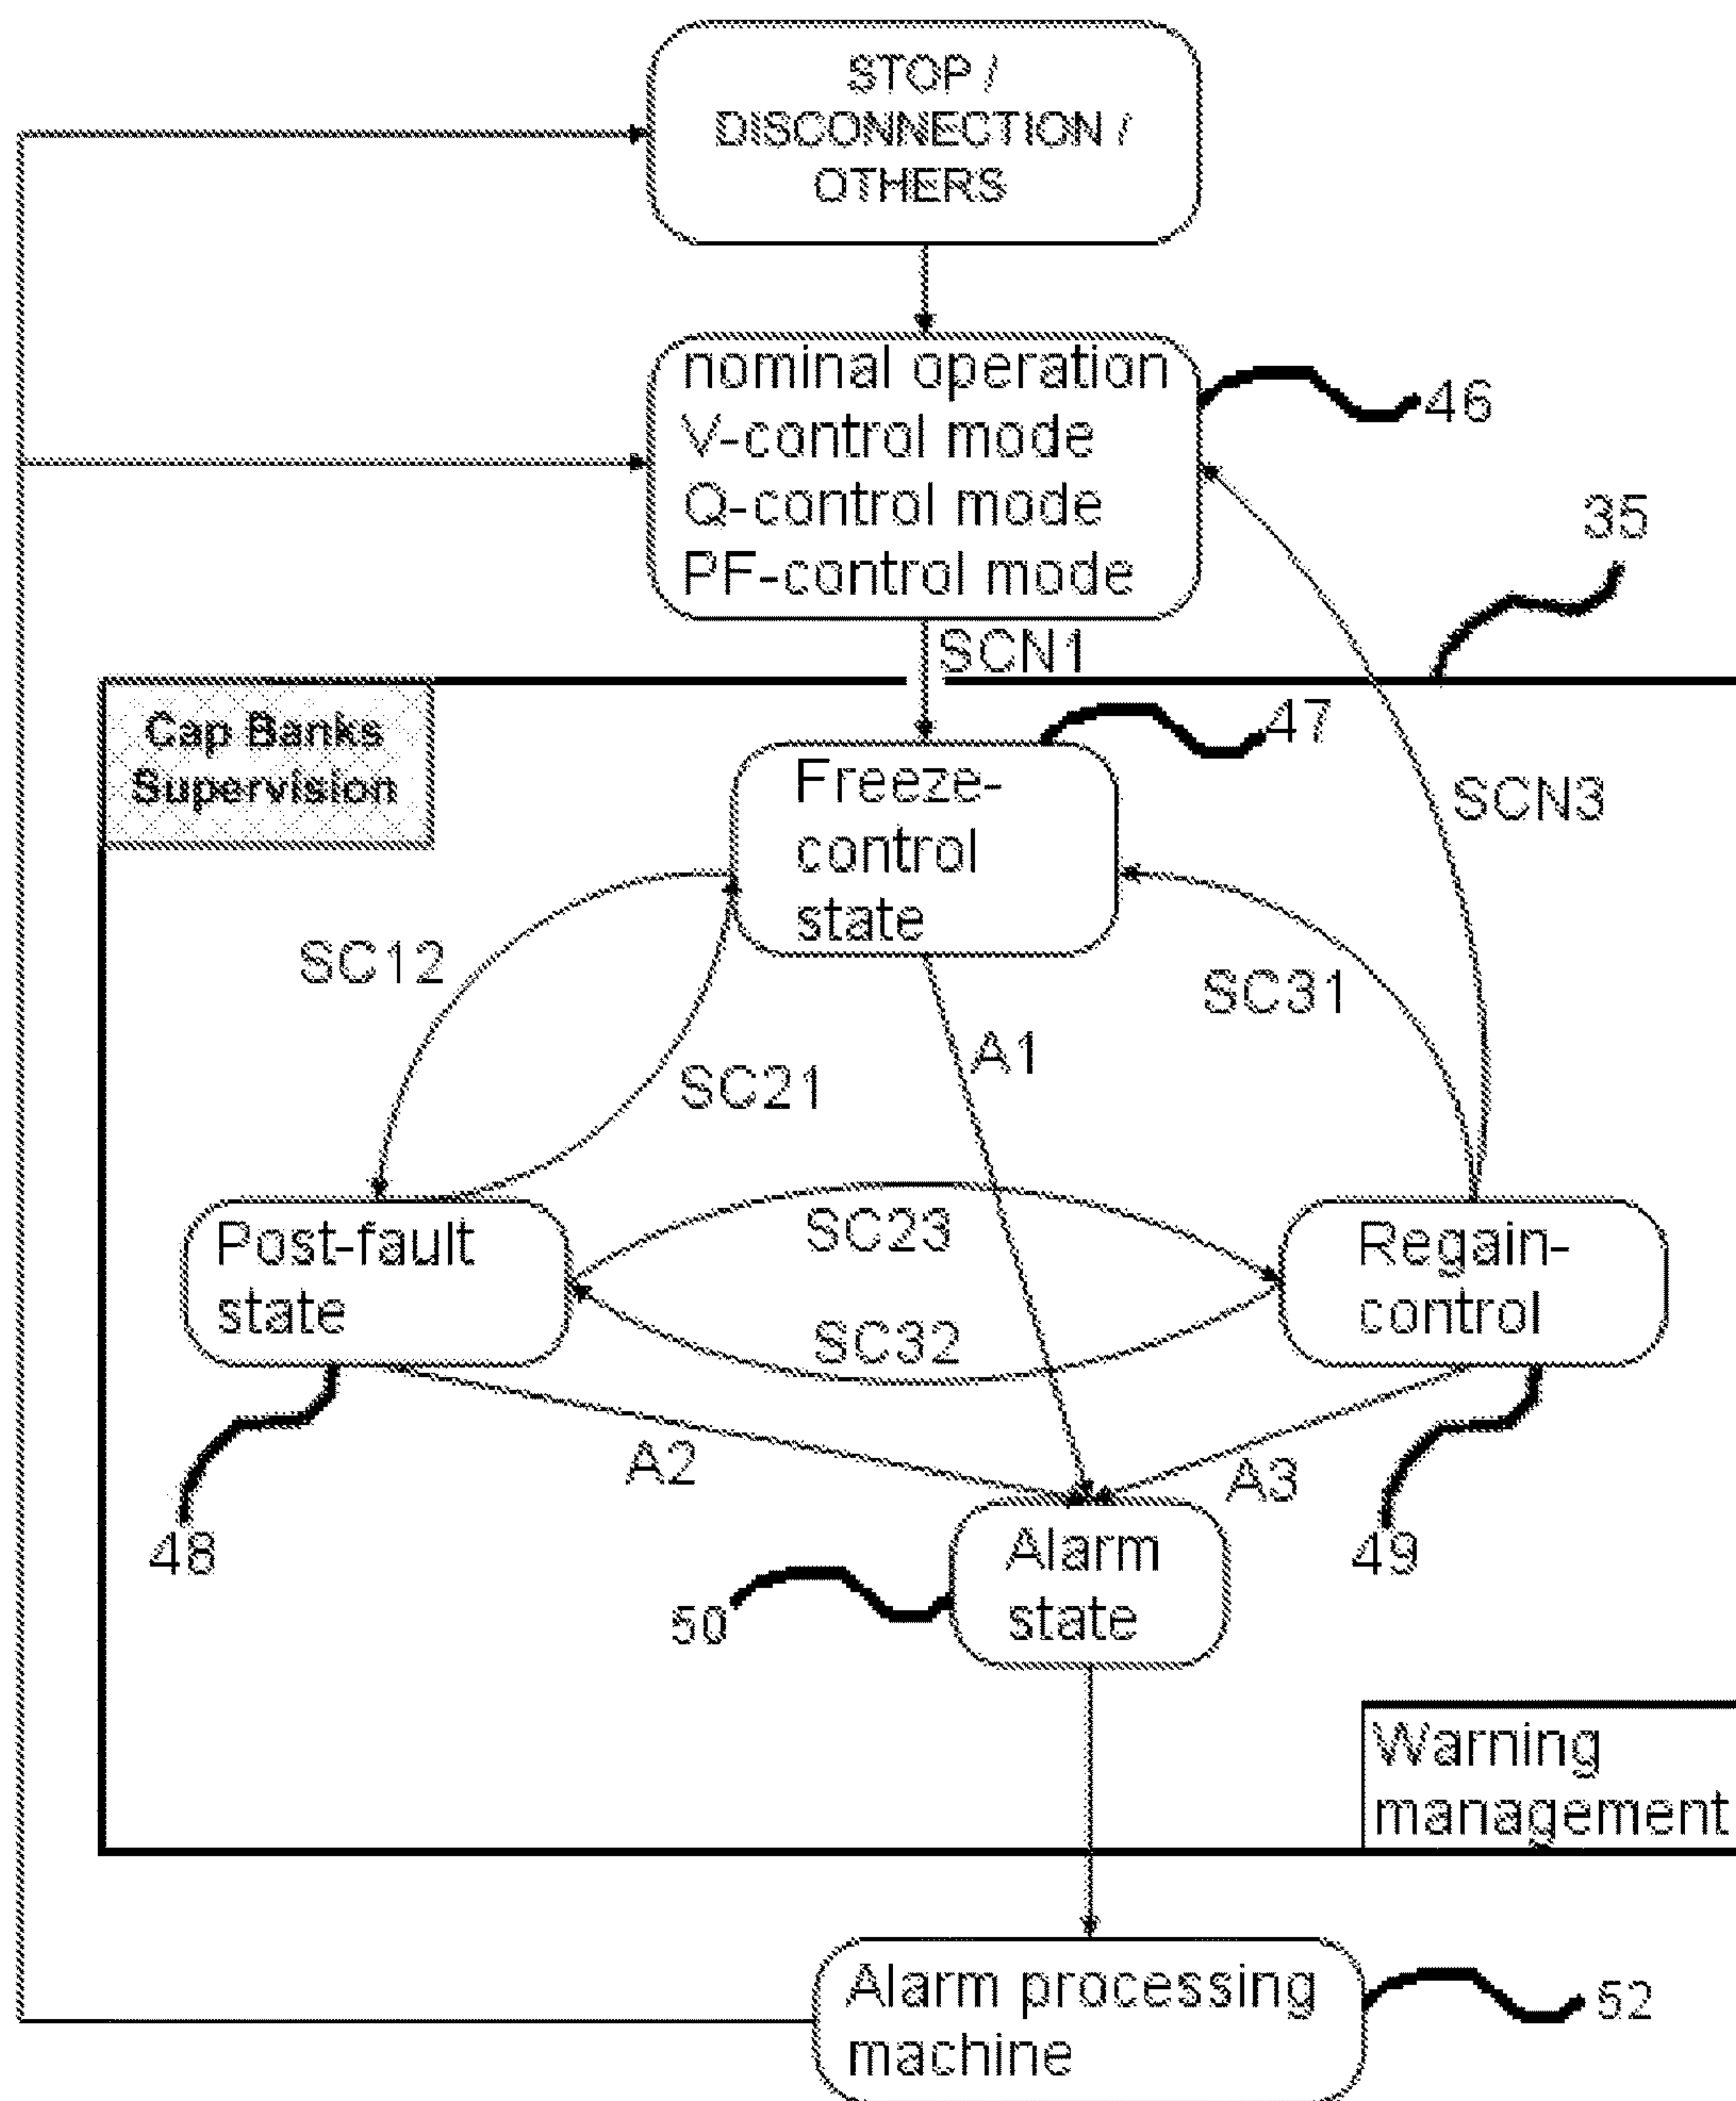 STOP /
DISCONNECTION /
OTHERS
nominal operation
V-control mode
Q-control mode
PF-control mode
46
35
SCN1
Cap Banks
Supervision
47
Freeze-
control
state
SCN3
SC12
SC31
A1
SC21
Post-fault
state
SC23
SC32
Regain-
control
A2
A3
48
49
50
Alarm
state
Warning
management
Alarm processing
machine
52